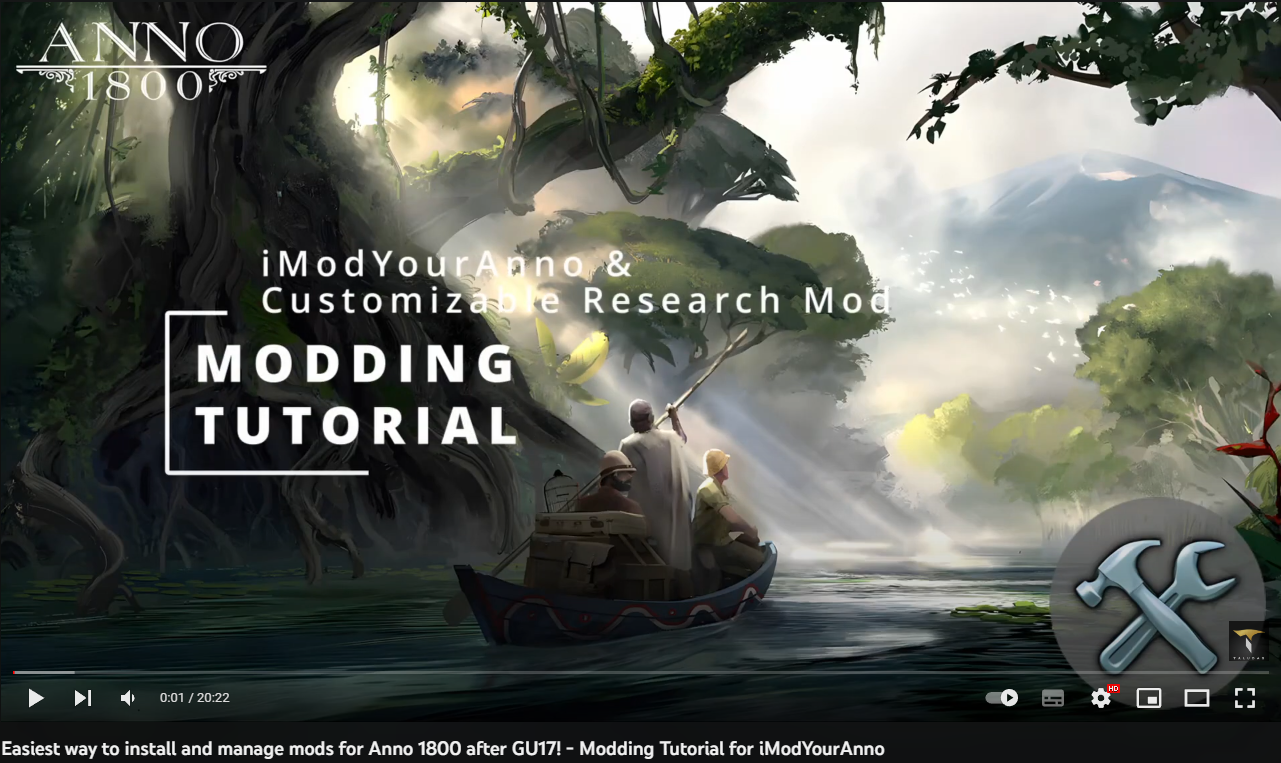 ANNO
1800
iModYourAnno &
Customizable Research Mod
MODDING
TUTORIAL
TALUBAR
0:01 / 20:22
HD
Easiest way to install and manage mods for Anno 1800 after GU17! - Modding Tutorial for iModYourAnno